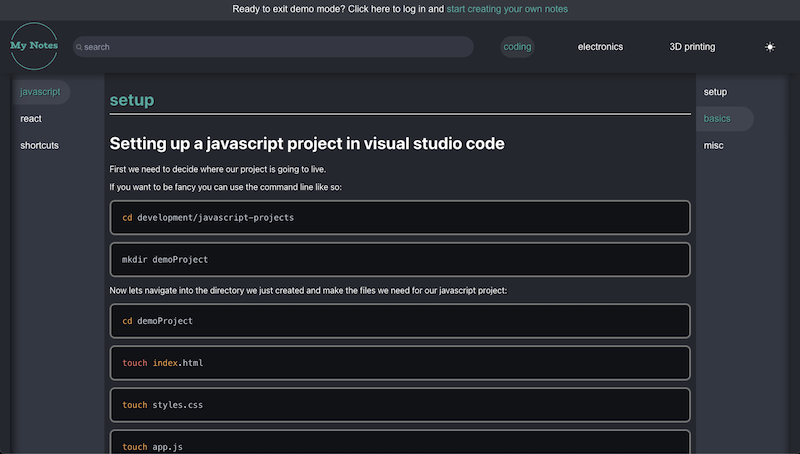 Ready to exit demo mode? Click here to log in and start creating your own notes
My Notes
search
coding
electronics
3D printing
javascript
react
shortcuts
setup
Setting up a javascript project in visual studio code
First we need to decide where our project is going to live.
If you want to be fancy you can use the command line like so:
cd development/javascript-projects
mkdir demoProject
Now lets navigate into the directory we just created and make the files we need for our javascript project:
cd demoProject
touch index.html
touch styles.css
touch app.js
setup
basics
misc